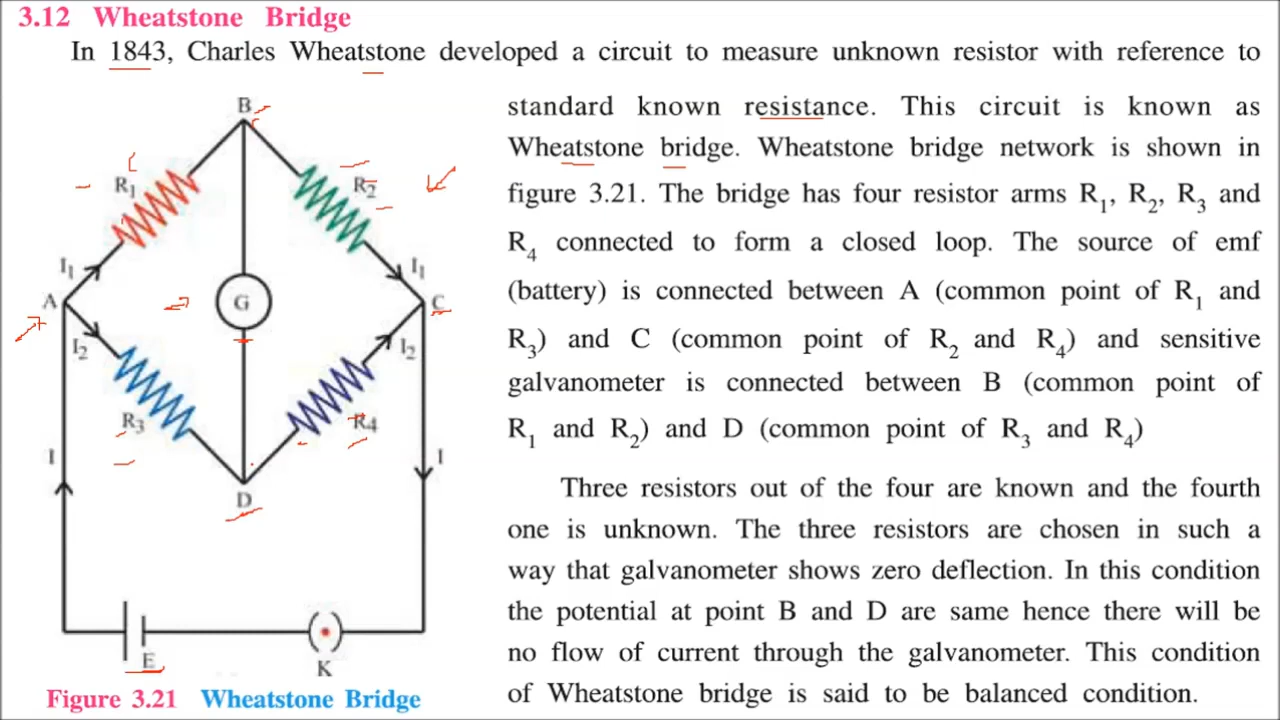 3.12 Wheatstone Bridge
In 1843, Charles Wheatstone developed a circuit to measure unknown resistor with reference to
standard known resistance. This circuit is known as
Wheatstone bridge. Wheatstone bridge network is shown in
figure 3.21. The bridge has four resistor arms R₁, R₂, R₃ and
R₄ connected to form a closed loop. The source of emf
(battery) is connected between A (common point of R₁ and
R₃) and C (common point of R₂ and R₄) and sensitive
galvanometer is connected between B (common point of
R₁ and R₂) and D (common point of R₃ and R₄)
Three resistors out of the four are known and the fourth
one is unknown. The three resistors are chosen in such a
way that galvanometer shows zero deflection. In this condition
the potential at point B and D are same hence there will be
no flow of current through the galvanometer. This condition
of Wheatstone bridge is said to be balanced condition.
B
R₁
R₂
I₁
I₁
A
G
C
I₂
I₂
R₃
R₄
I
I
D
E
K
Figure 3.21 Wheatstone Bridge